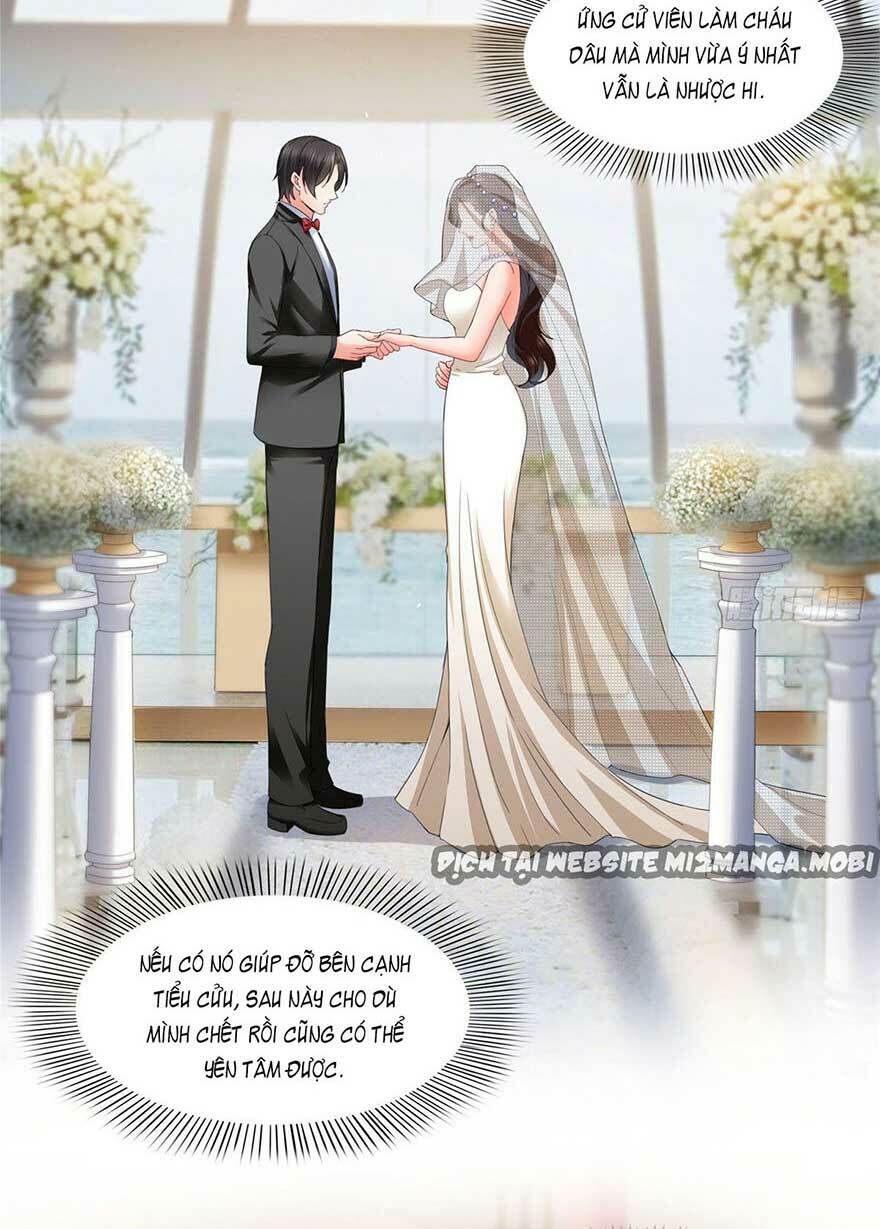 ỨNG CỬ VIÊN LÀM CHÁU
DÂU MÀ MÌNH VỪA Ý NHẤT
VẪN LÀ NHƯỢC HI.
DỊCH TẠI WEBSITE MI2MANGA.MOBI
NẾU CÓ NÓ GIÚP ĐỠ BÊN CẠNH
TIỂU CỬU, SAU NÀY CHO DÙ
MÌNH CHẾT RỒI CŨNG CÓ THỂ
YÊN TÂM ĐƯỢC.